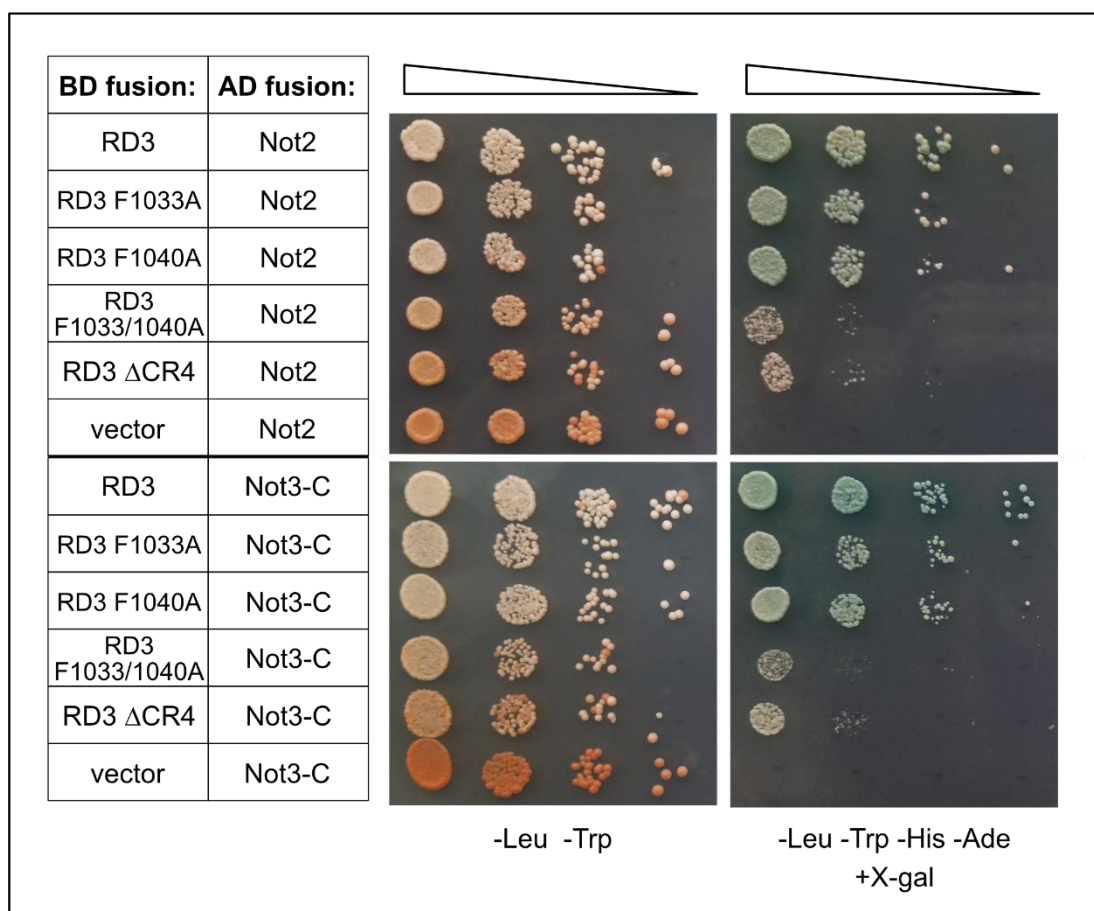 BD fusion: AD fusion:
RD3 Not2
RD3 F1033A Not2
RD3 F1040A Not2
RD3
F1033/1040A Not2
RD3 ΔCR4 Not2
vector Not2
RD3 Not3-C
RD3 F1033A Not3-C
RD3 F1040A Not3-C
RD3
F1033/1040A Not3-C
RD3 ΔCR4 Not3-C
vector Not3-C
-Leu -Trp
-Leu -Trp -His -Ade
+X-gal